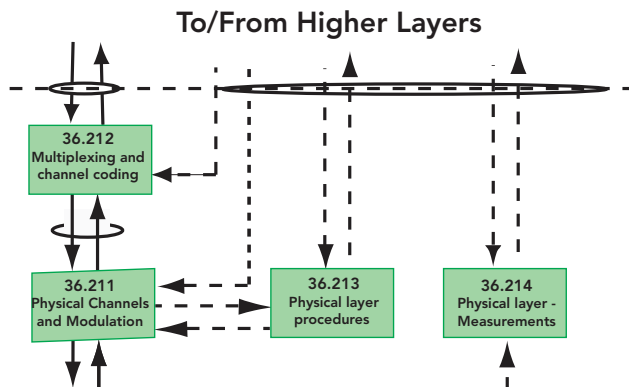 To/From Higher Layers
36.212
Multiplexing and
channel coding
36.211
Physical Channels
and Modulation
36.213
Physical layer
procedures
36.214
Physical layer -
Measurements